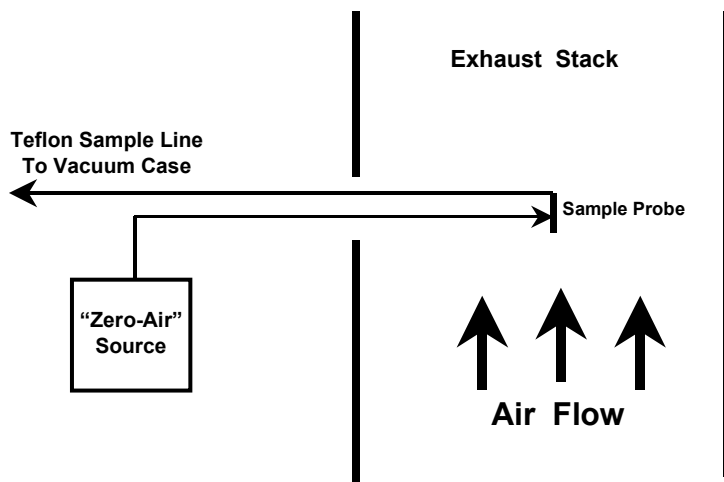 Exhaust Stack
Teflon Sample Line
To Vacuum Case
Sample Probe
“Zero-Air”
Source
Air Flow